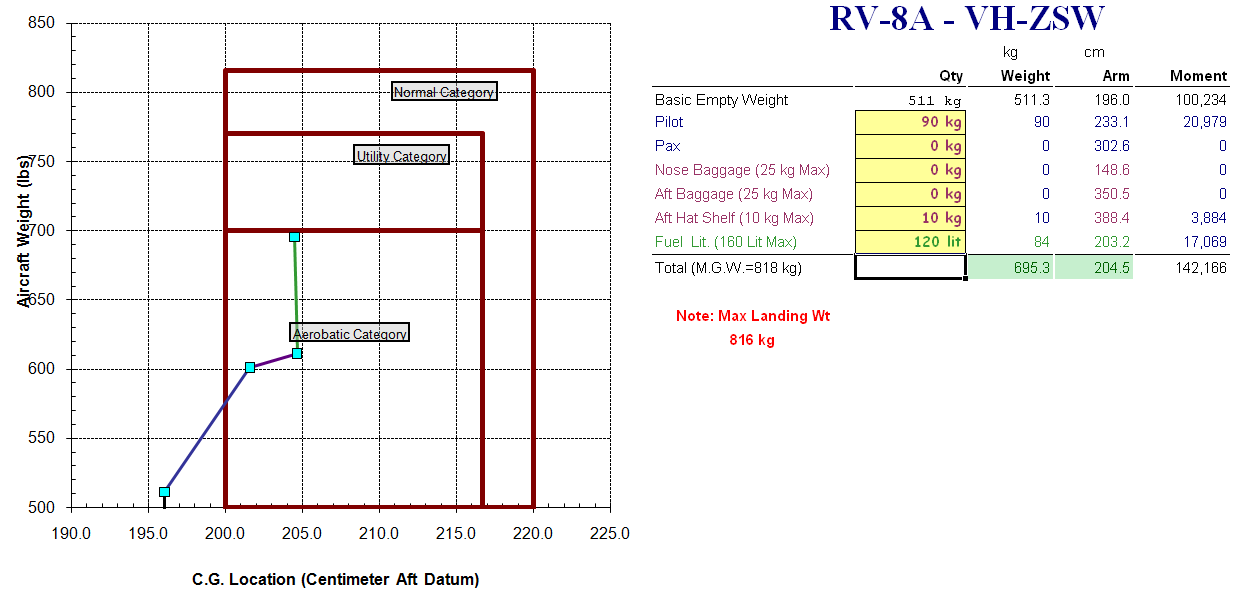 RV-8A - VH-ZSW
850
800
750
700
650
600
550
500
190.0 195.0 200.0 205.0 210.0 215.0 220.0 225.0
Aircraft Weight (lbs)
C.G. Location (Centimeter Aft Datum)
Normal Category
Utility Category
Aerobatic Category
kg cm
Qty Weight Arm Moment
Basic Empty Weight 511 kg 511.3 196.0 100,234
Pilot 90 kg 90 233.1 20,979
Pax 0 kg 0 302.6 0
Nose Baggage (25 kg Max) 0 kg 0 148.6 0
Aft Baggage (25 kg Max) 0 kg 0 350.5 0
Aft Hat Shelf (10 kg Max) 10 kg 10 388.4 3,884
Fuel Lit. (160 Lit Max) 120 lit 84 203.2 17,069
Total (M.G.W.=818 kg) 695.3 204.5 142,166
Note: Max Landing Wt
816 kg